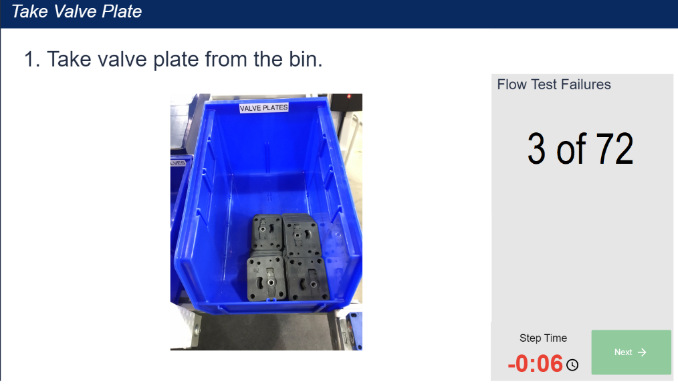 Take Valve Plate
1. Take valve plate from the bin.
Flow Test Failures
VALVE PLATES
3 of 72
Step Time
-0:06
Next →